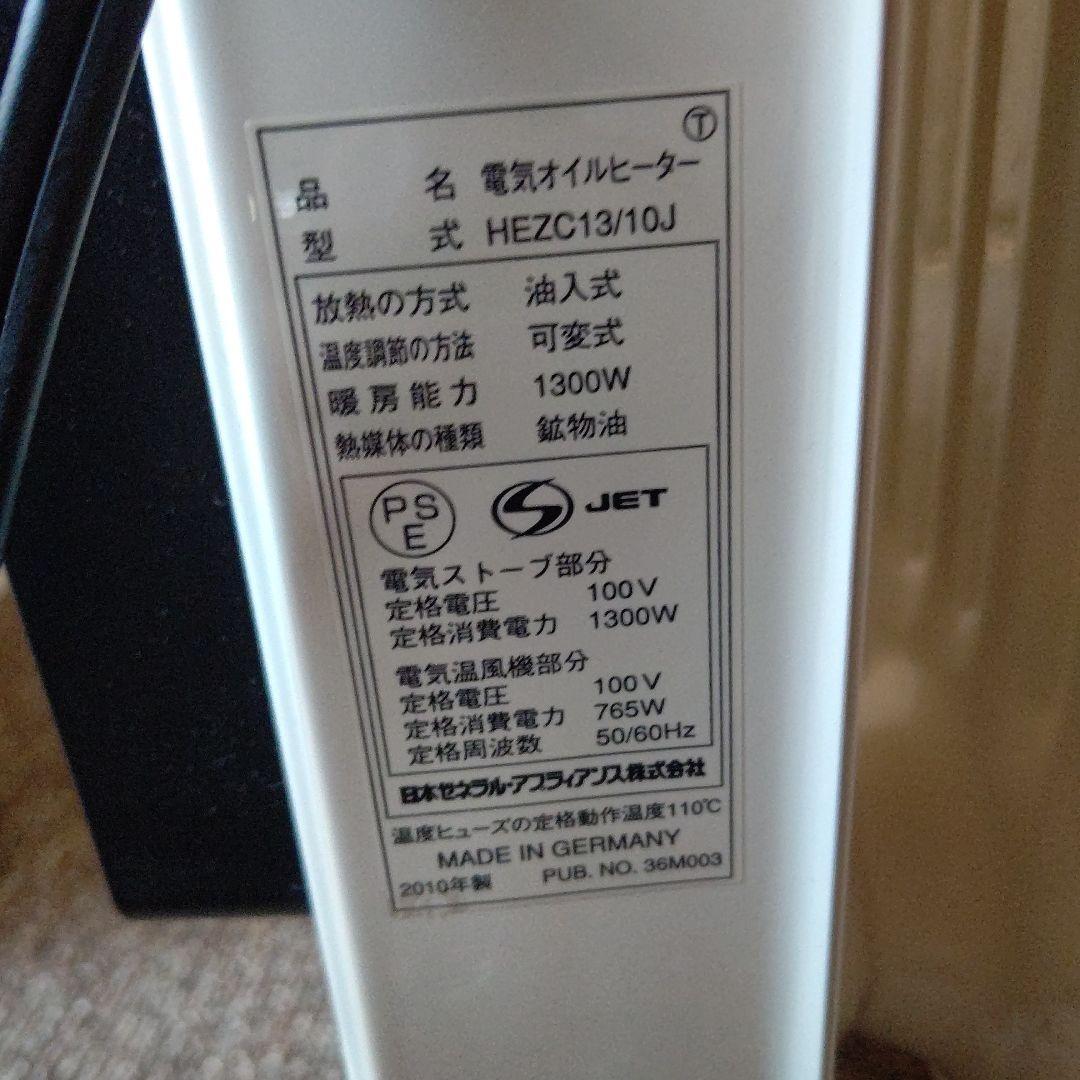 Ⓣ
品名 電気オイルヒーター
型式 HEZC13/10J
放熱の方式 油入式
温度調節の方法 可変式
暖房能力 1300W
熱媒体の種類 鉱物油
PSE JET
電気ストーブ部分
定格電圧 100V
定格消費電力 1300W
電気温風機部分
定格電圧 100V
定格消費電力 765W
定格周波数 50/60Hz
日本ゼネラル・アプライアンス株式会社
温度ヒューズの定格動作温度110℃
MADE IN GERMANY
2010年製 PUB. NO. 36M003